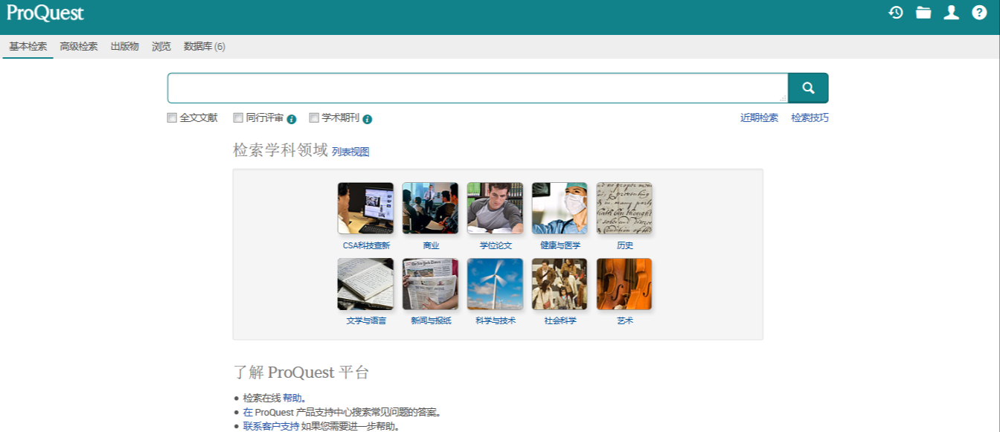 ProQuest
基本检索 高级检索 出版物 浏览 数据库 (6)
全文文献 同行评审 学术期刊 近期检索 检索技巧
检索学科领域 列表视图
CSA科技查新 商业 学位论文 健康与医学 历史
文学与语言 新闻与报纸 科学与技术 社会科学 艺术
了解 ProQuest 平台
• 检索在线 帮助。
• 在 ProQuest 产品支持中心搜索常见问题的答案。
• 联系客户支持 如果您需要进一步帮助。